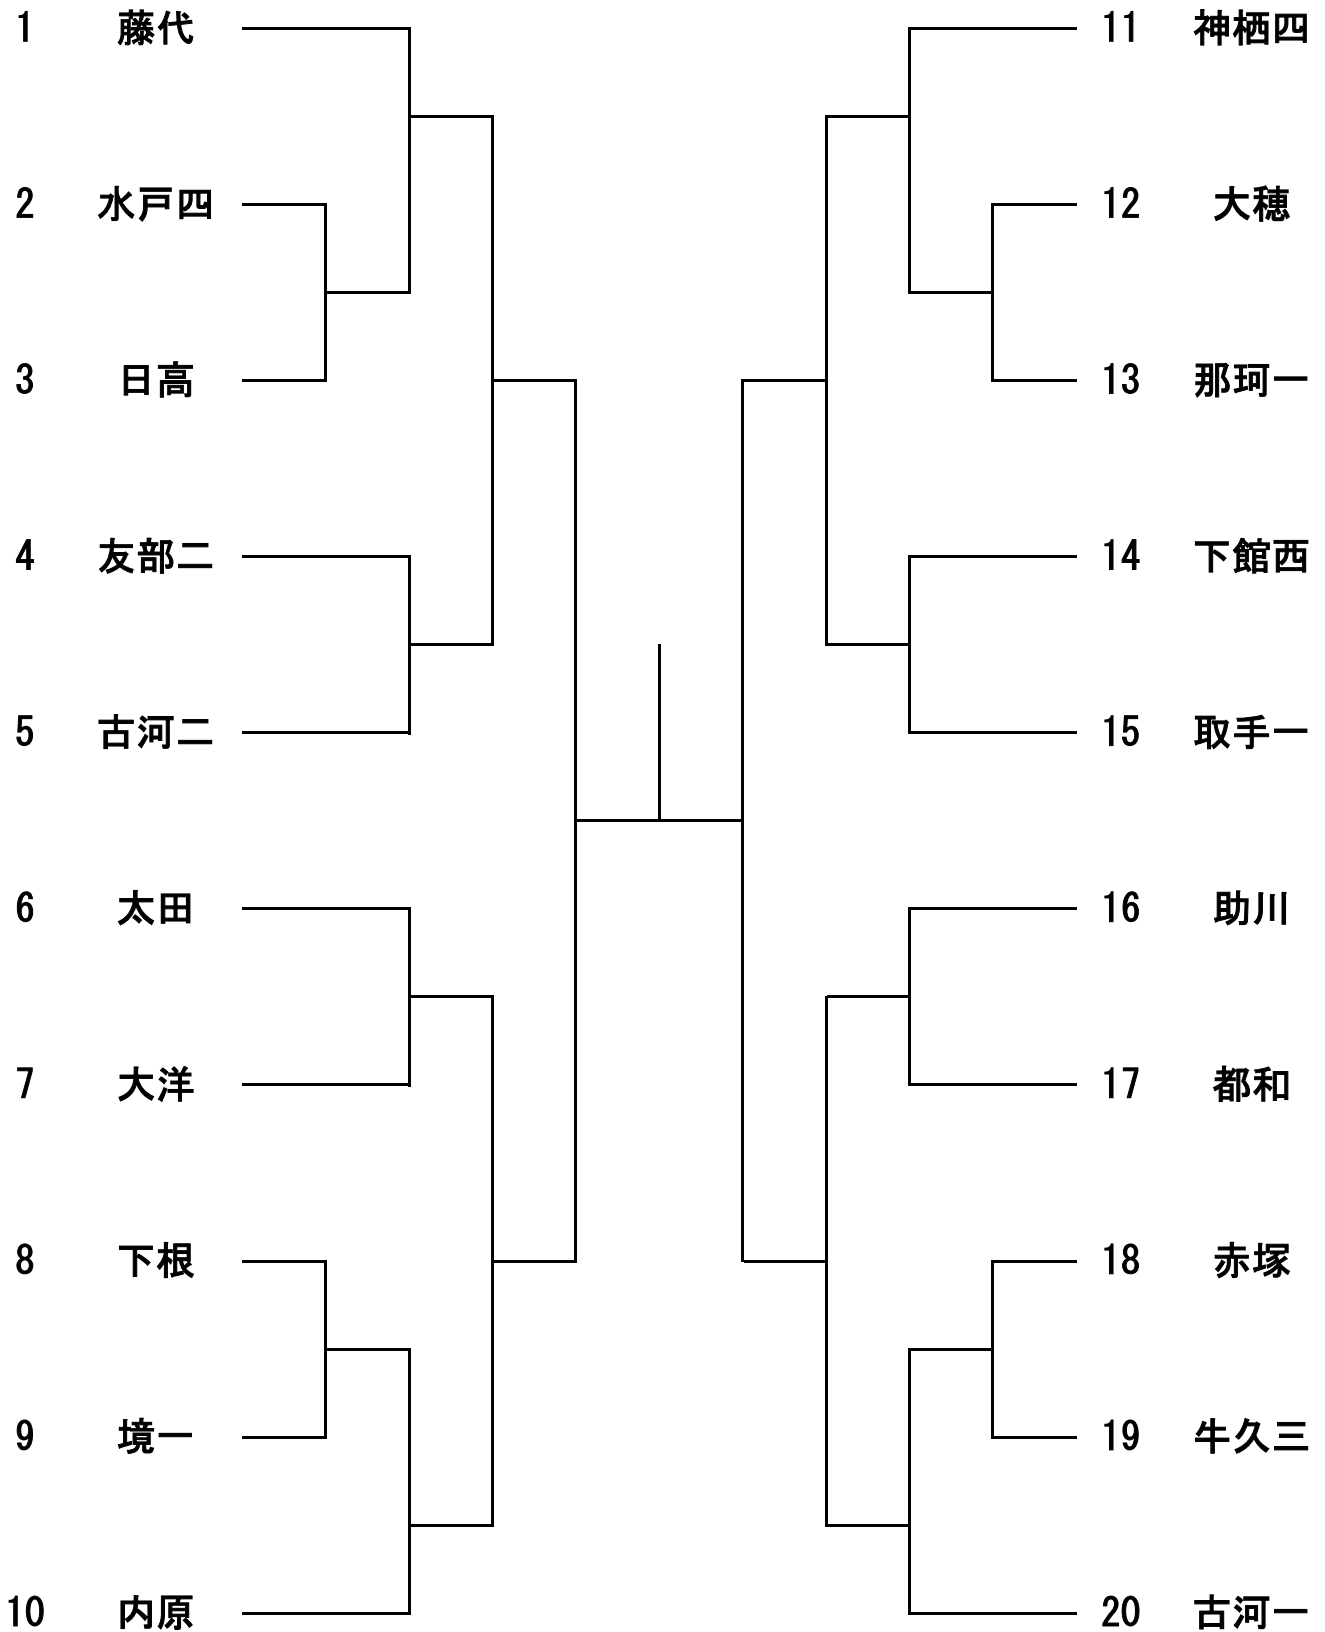 1 藤代
2 水戸四
3 日高
4 友部二
5 古河二
6 太田
7 大洋
8 下根
9 境一
10 内原
11 神栖四
12 大穂
13 那珂一
14 下館西
15 取手一
16 助川
17 都和
18 赤塚
19 牛久三
20 古河一